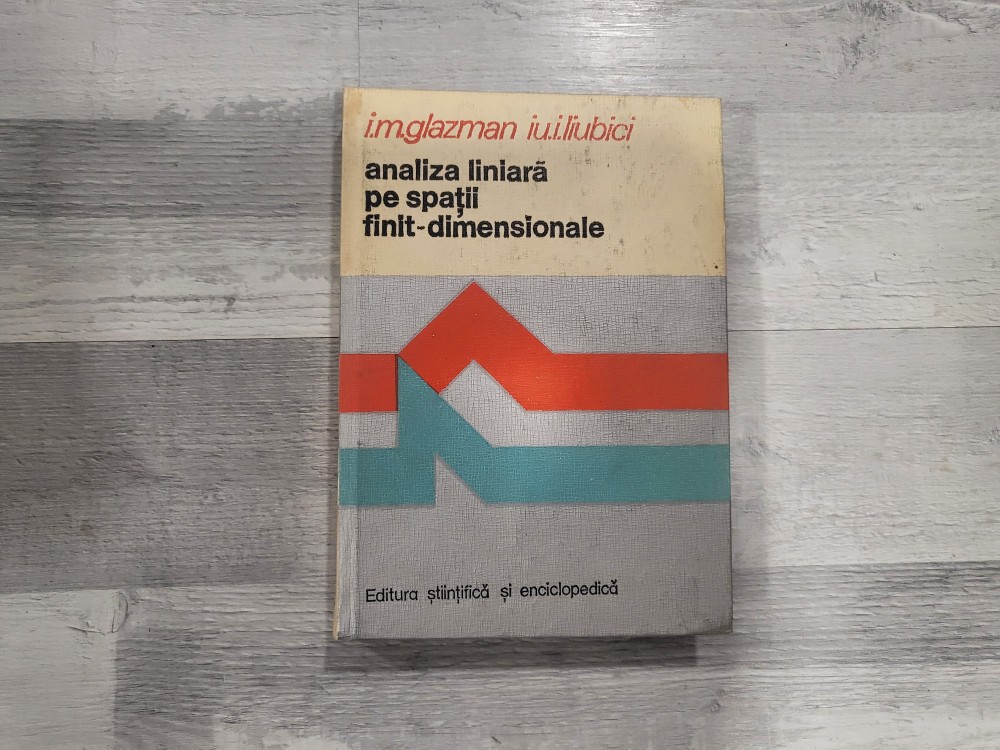 i.m.glazman iu.i.liubici
analiza liniară
pe spații
finit-dimensionale
Editura științifică și enciclopedică